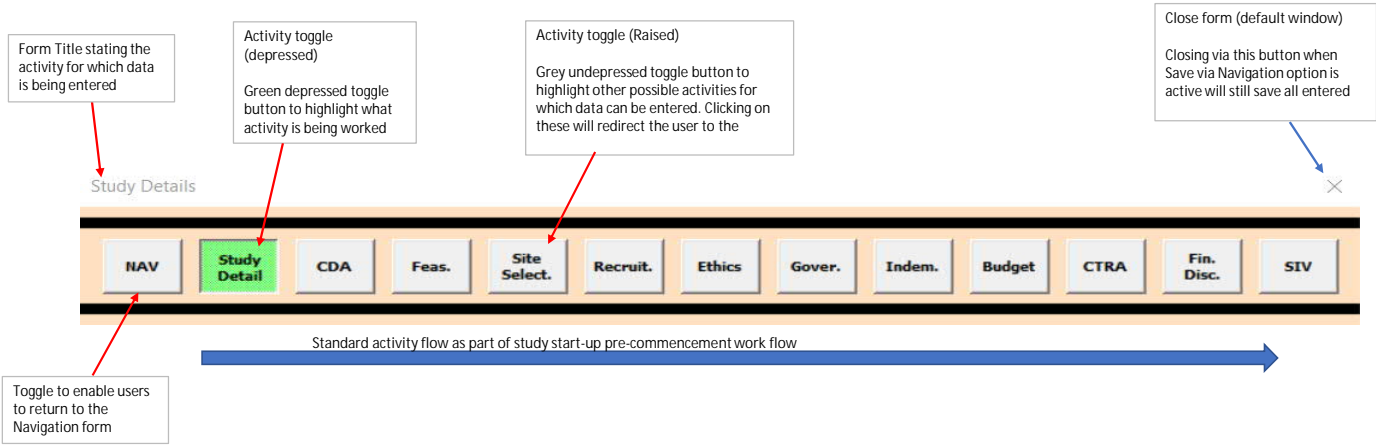 Form Title stating the
activity for which data
is being entered
Activity toggle
(depressed)
Green depressed toggle
button to highlight what
activity is being worked
Activity toggle (Raised)
Grey undepressed toggle button to
highlight other possible activities for
which data can be entered. Clicking on
these will redirect the user to the
Close form (default window)
Closing via this button when
Save via Navigation option is
active will still save all entered
Study Details
NAV
Study
Detail
CDA
Feas.
Site
Select.
Recruit.
Ethics
Gover.
Indem.
Budget
CTRA
Fin.
Disc.
SIV
Standard activity flow as part of study start-up pre-commencement work flow
Toggle to enable users
to return to the
Navigation form